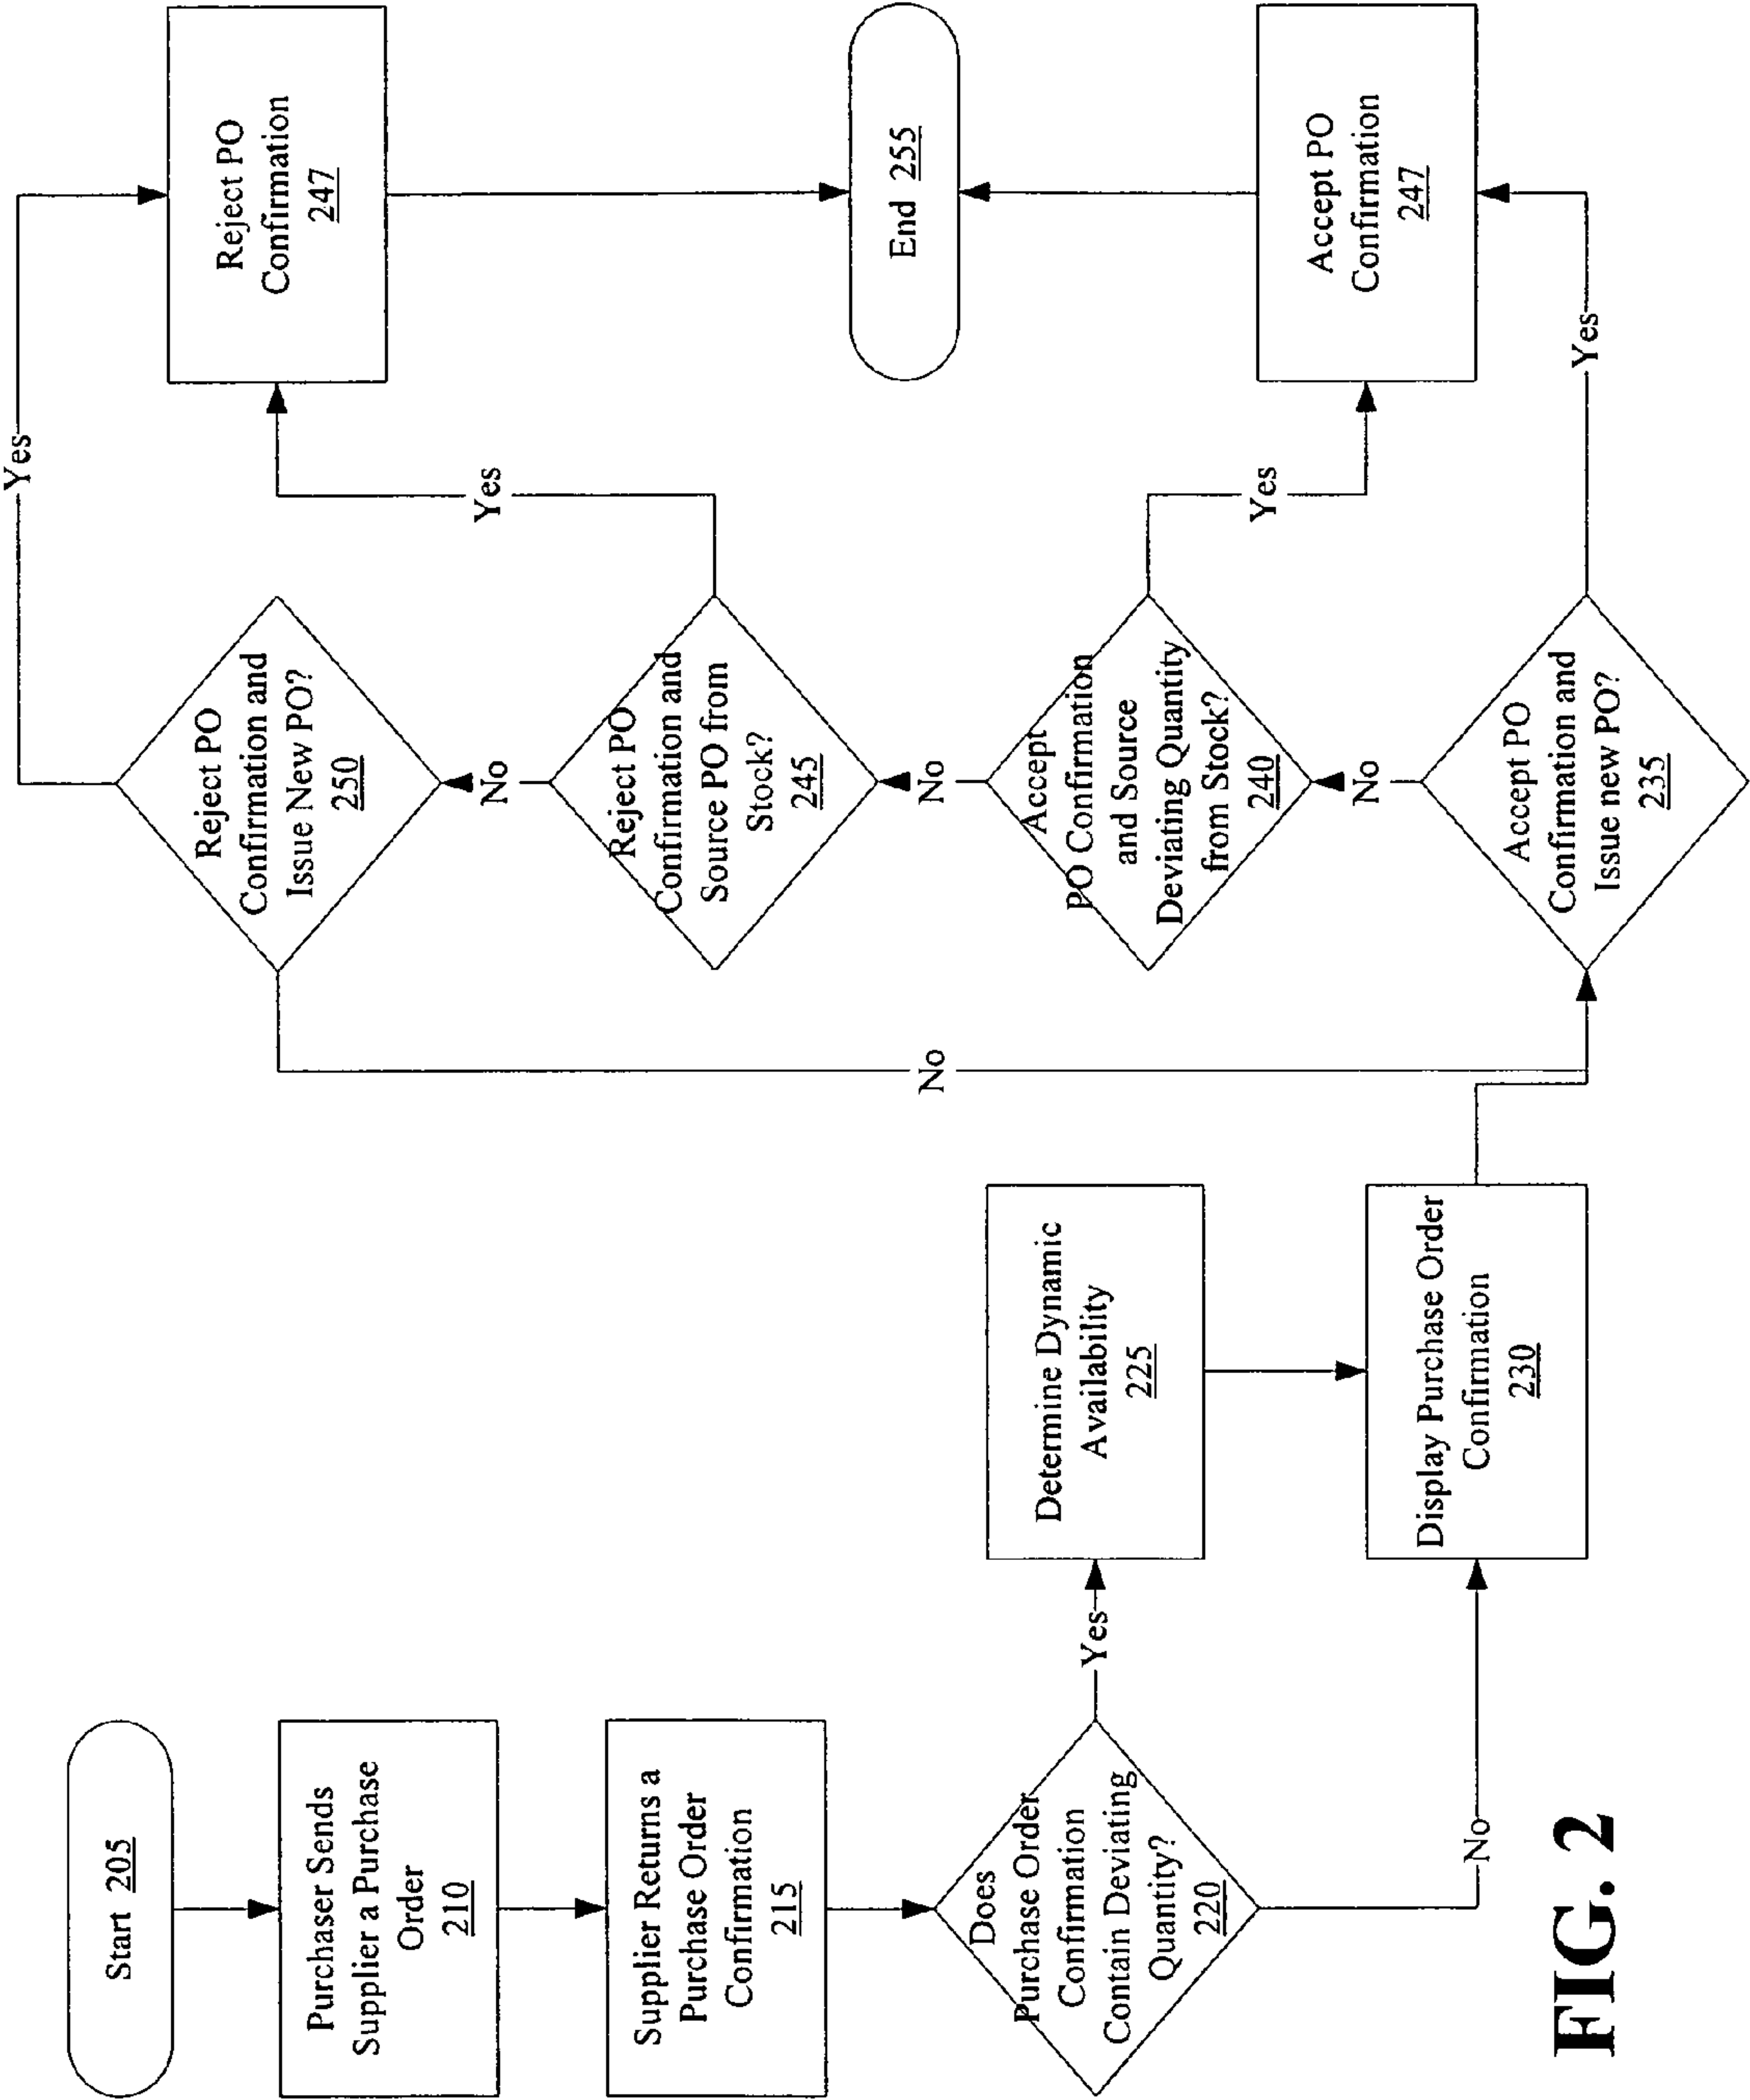 Start 205
Purchaser Sends
Supplier a Purchase
Order
210
Supplier Returns a
Purchase Order
Confirmation
215
Does
Purchase Order
Confirmation
Contain Deviating
Quantity?
220
Yes
No
Determine Dynamic
Availability
225
Display Purchase Order
Confirmation
230
No
Reject PO
Confirmation and
Issue New PO?
250
No
Reject PO
Confirmation and
Source PO from
Stock?
245
No
Accept
PO Confirmation
and Source
Deviating Quantity
from Stock?
240
No
Accept PO
Confirmation and
Issue new PO?
235
Yes
Yes
Yes
Yes
Reject PO
Confirmation
247
End 255
Accept PO
Confirmation
247
FIG. 2